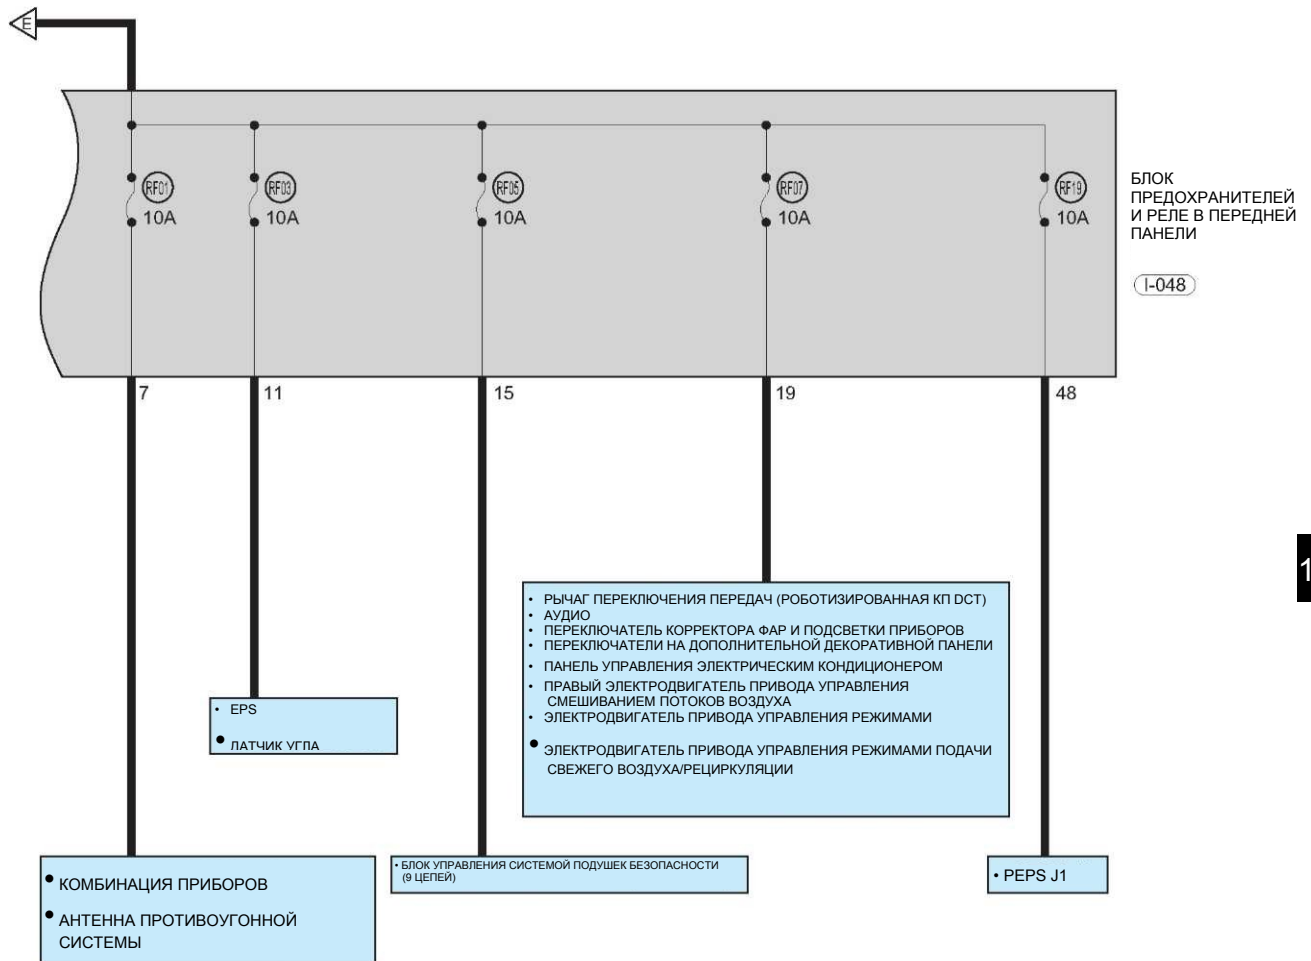 E
RF01
10A
RF03
10A
RF05
10A
RF07
10A
RF19
10A
БЛОК
ПРЕДОХРАНИТЕЛЕЙ
И РЕЛЕ В ПЕРЕДНЕЙ
ПАНЕЛИ
I-048
7
11
15
19
48
1
• РЫЧАГ ПЕРЕКЛЮЧЕНИЯ ПЕРЕДАЧ (РОБОТИЗИРОВАННАЯ КП DCT)
• АУДИО
• ПЕРЕКЛЮЧАТЕЛЬ КОРРЕКТОРА ФАР И ПОДСВЕТКИ ПРИБОРОВ
• ПЕРЕКЛЮЧАТЕЛИ НА ДОПОЛНИТЕЛЬНОЙ ДЕКОРАТИВНОЙ ПАНЕЛИ
• ПАНЕЛЬ УПРАВЛЕНИЯ ЭЛЕКТРИЧЕСКИМ КОНДИЦИОНЕРОМ
• ПРАВЫЙ ЭЛЕКТРОДВИГАТЕЛЬ ПРИВОДА УПРАВЛЕНИЯ
СМЕШИВАНИЕМ ПОТОКОВ ВОЗДУХА
• ЭЛЕКТРОДВИГАТЕЛЬ ПРИВОДА УПРАВЛЕНИЯ РЕЖИМАМИ
• ЭЛЕКТРОДВИГАТЕЛЬ ПРИВОДА УПРАВЛЕНИЯ РЕЖИМАМИ ПОДАЧИ
СВЕЖЕГО ВОЗДУХА/РЕЦИРКУЛЯЦИИ
• EPS
• ДАТЧИК УГЛА
• КОМБИНАЦИЯ ПРИБОРОВ
• АНТЕННА ПРОТИВОУГОННОЙ
СИСТЕМЫ
• БЛОК УПРАВЛЕНИЯ СИСТЕМОЙ ПОДУШЕК БЕЗОПАСНОСТИ
(9 ЦЕПЕЙ)
• PEPS J1